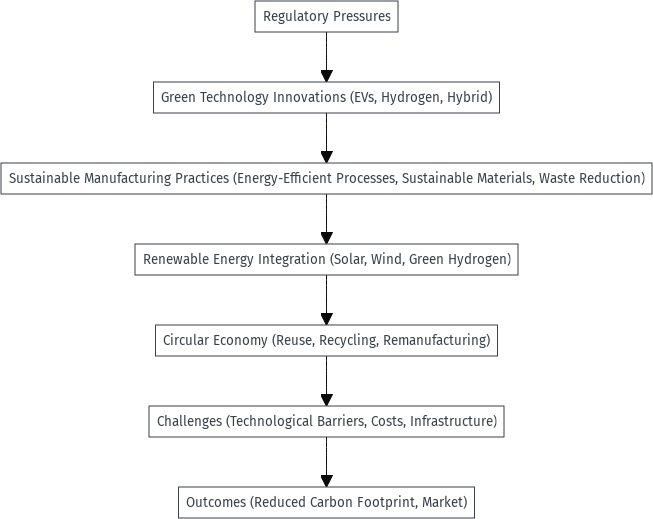 Regulatory Pressures
Green Technology Innovations (EVs, Hydrogen, Hybrid)
Sustainable Manufacturing Practices (Energy-Efficient Processes, Sustainable Materials, Waste Reduction)
Renewable Energy Integration (Solar, Wind, Green Hydrogen)
Circular Economy (Reuse, Recycling, Remanufacturing)
Challenges (Technological Barriers, Costs, Infrastructure)
Outcomes (Reduced Carbon Footprint, Market)